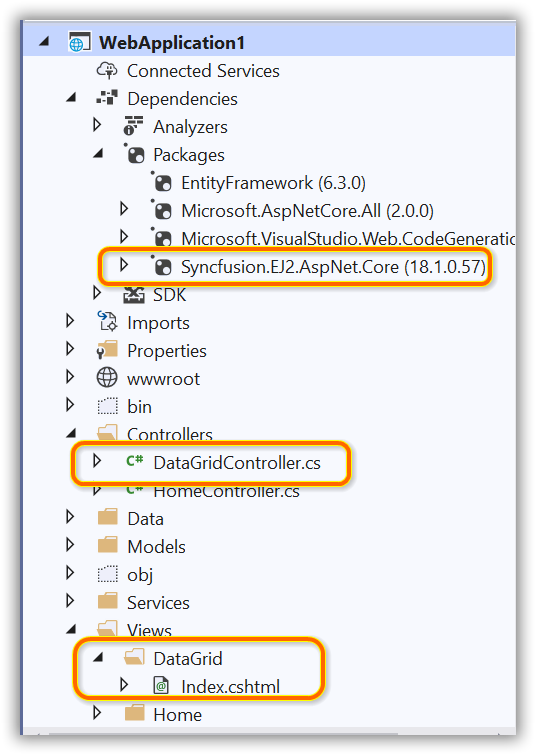 WebApplication1
Connected Services
Dependencies
Analyzers
Packages
EntityFramework (6.3.0)
Microsoft.AspNetCore.All (2.0.0)
Microsoft.VisualStudio.Web.CodeGeneratio
Syncfusion.EJ2.AspNet.Core (18.1.0.57)
SDK
Imports
Properties
wwwroot
bin
Controllers
C# DataGridController.cs
C# HomeController.cs
Data
Models
obj
Services
Views
DataGrid
@ Index.cshtml
Home